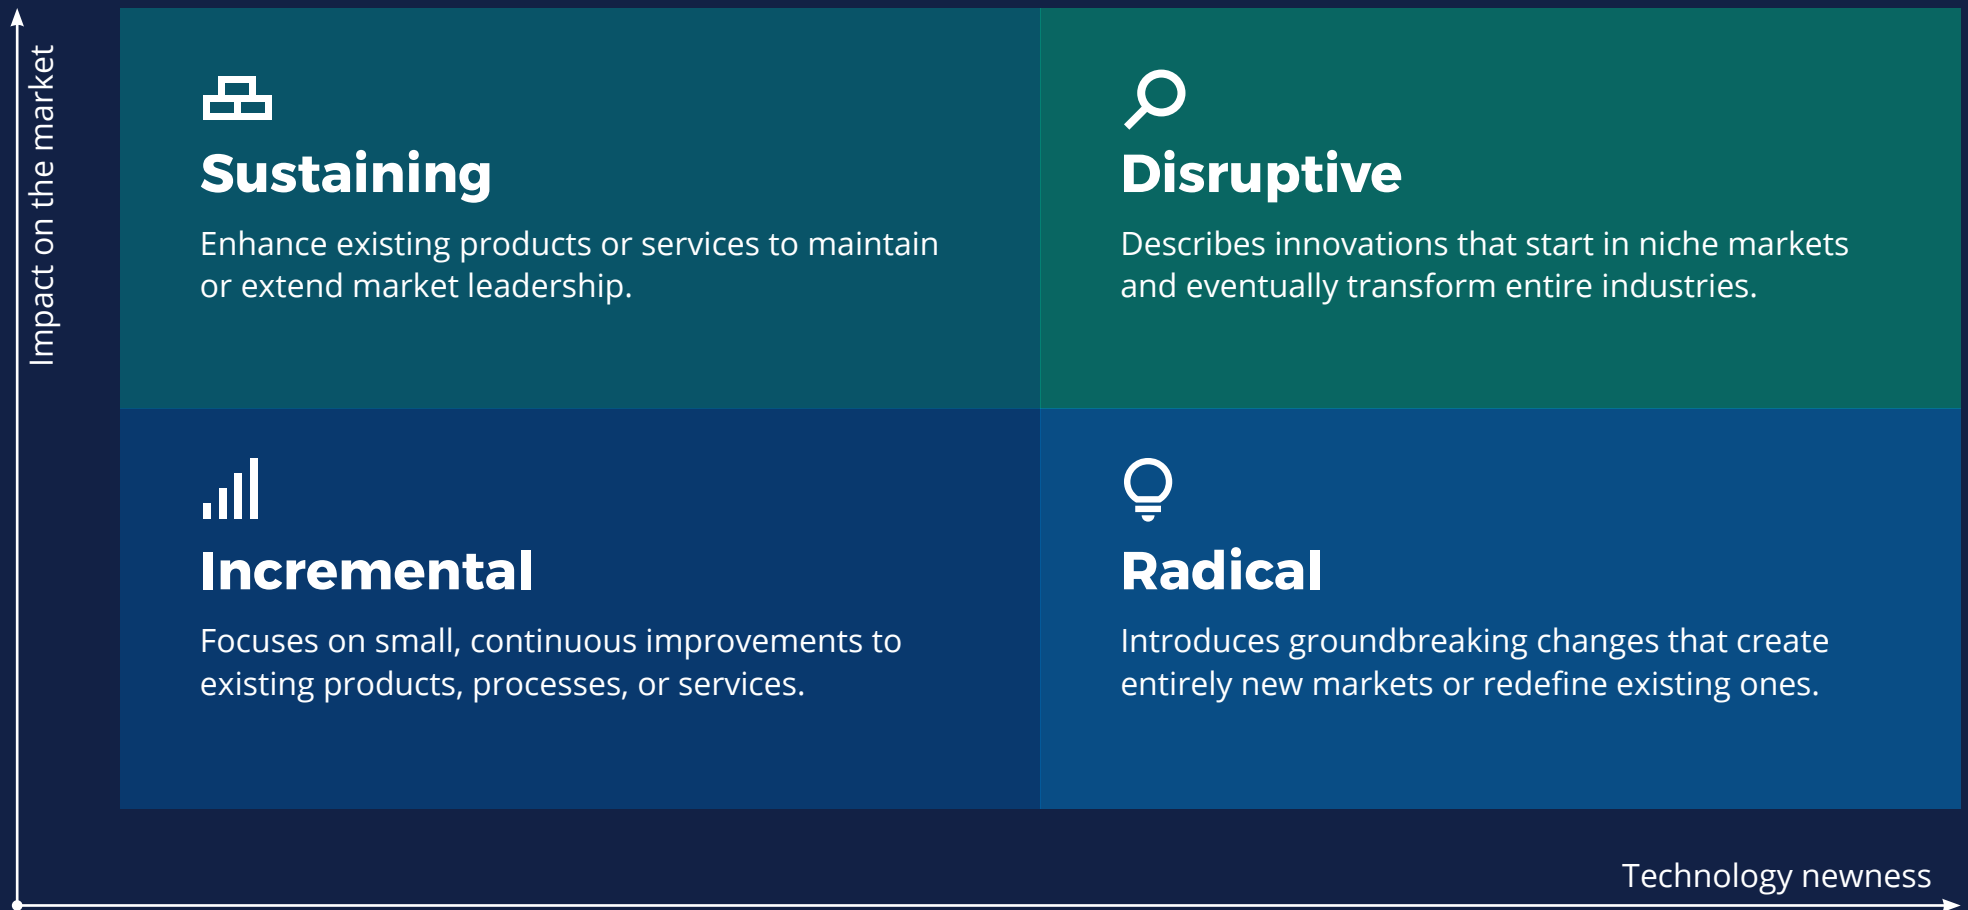 Impact on the market
Sustaining
Enhance existing products or services to maintain
or extend market leadership.
Disruptive
Describes innovations that start in niche markets
and eventually transform entire industries.
Incremental
Focuses on small, continuous improvements to
existing products, processes, or services.
Radical
Introduces groundbreaking changes that create
entirely new markets or redefine existing ones.
Technology newness